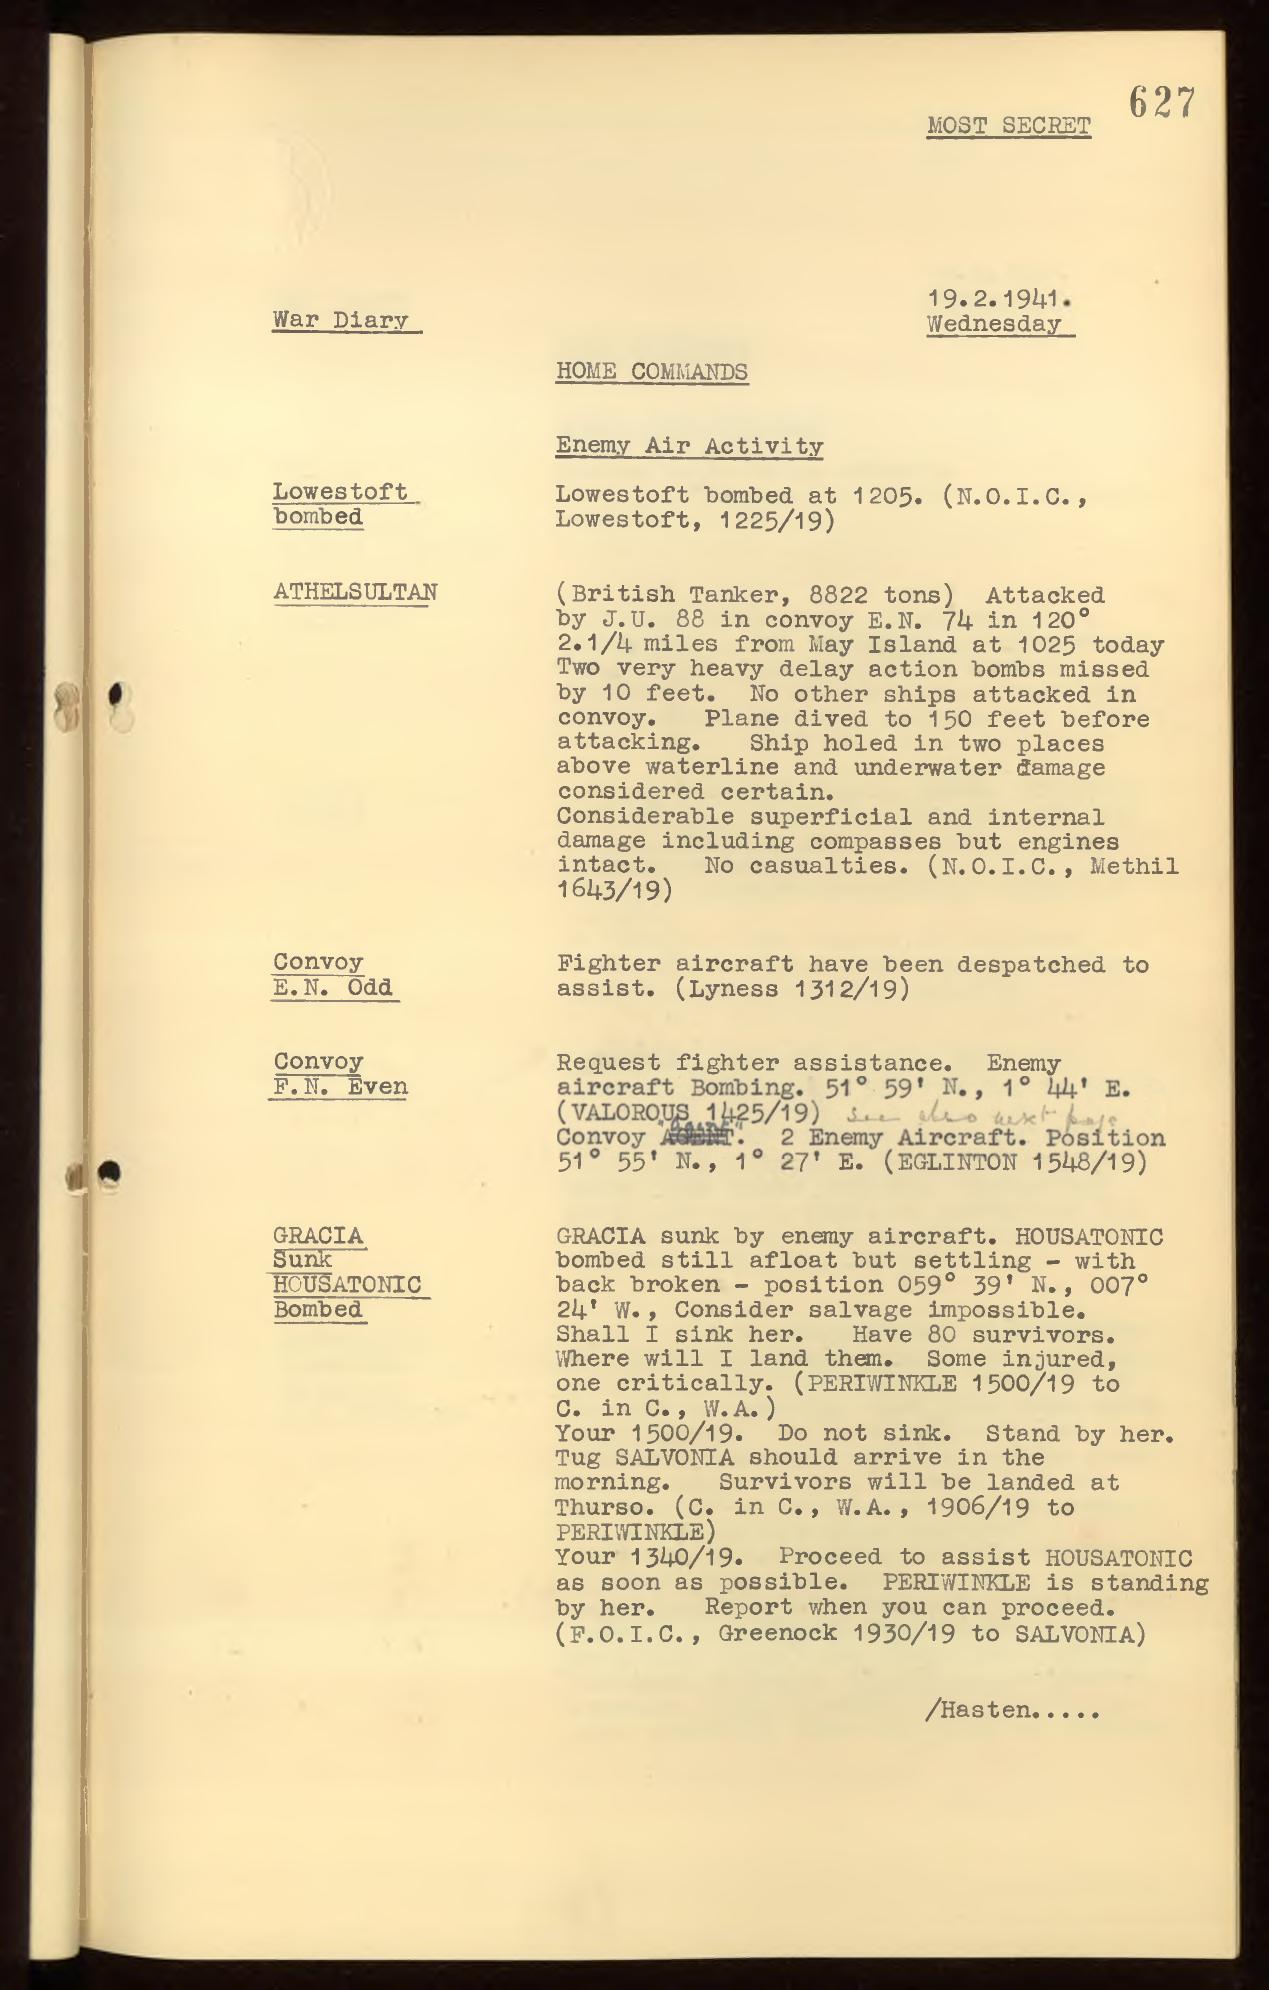 627
MOST SECRET
19.2.1941.
War Diary
Wednesday
HOME COMMANDS
Enemy Air Activity
Lowestoft
bombed
Lowestoft bombed at 1205. (N.O.I.C.,
Lowestoft, 1225/19)
ATHELSULTAN
(British Tanker, 8822 tons) Attacked
by J.U. 88 in convoy E.N. 74 in 120°
2.1/4 miles from May Island at 1025 today
Two very heavy delay action bombs missed
by 10 feet. No other ships attacked in
convoy. Plane dived to 150 feet before
attacking. Ship holed in two places
above waterline and underwater damage
considered certain.
Considerable superficial and internal
damage including compasses but engines
intact. No casualties. (N.O.I.C., Methil
1643/19)
Convoy
E.N. Odd
Fighter aircraft have been despatched to
assist. (Lyness 1312/19)
Convoy
F.N. Even
Request fighter assistance. Enemy
aircraft Bombing. 51° 59' N., 1° 44' E.
(VALOROUS 1425/19) see also next page
Convoy . 2 Enemy Aircraft. Position
51° 55' N., 1° 27' E. (EGLINTON 1548/19)
GRACIA
Sunk
HOUSATONIC
Bombed
GRACIA sunk by enemy aircraft. HOUSATONIC
bombed still afloat but settling - with
back broken - position 059° 39' N., 007°
24' W., Consider salvage impossible.
Shall I sink her. Have 80 survivors.
Where will I land them. Some injured,
one critically. (PERIWINKLE 1500/19 to
C. in C., W.A.)
Your 1500/19. Do not sink. Stand by her.
Tug SALVONIA should arrive in the
morning. Survivors will be landed at
Thurso. (C. in C., W.A., 1906/19 to
PERIWINKLE)
Your 1340/19. Proceed to assist HOUSATONIC
as soon as possible. PERIWINKLE is standing
by her. Report when you can proceed.
(F.O.I.C., Greenock 1930/19 to SALVONIA)
/Hasten.....